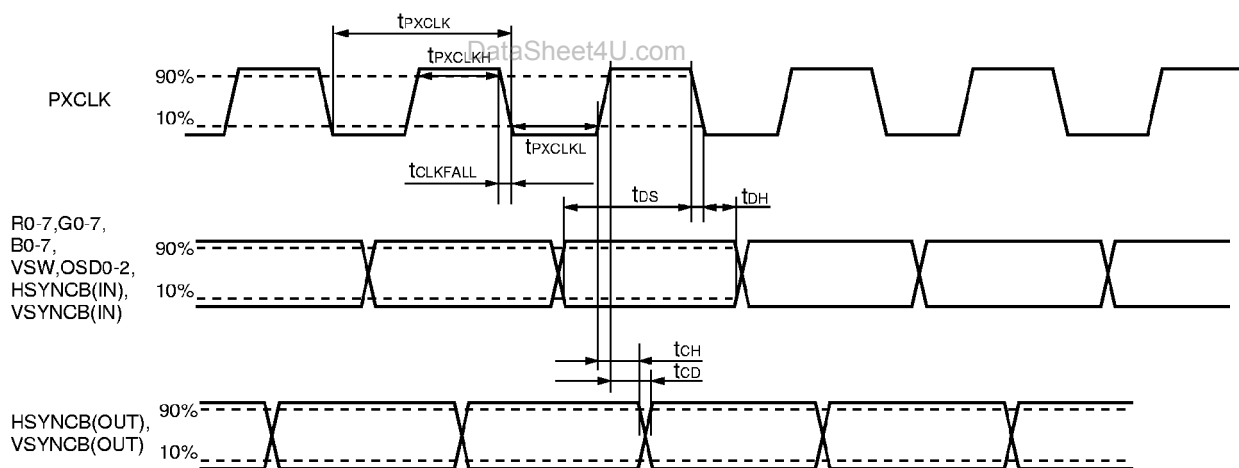 tPXCLK
DataSheet4U.com
tPXCLKH
90%
PXCLK
10%
tPXCLKL
tCLKFALL
tDS
tDH
R0-7,G0-7,
B0-7,
VSW,OSD0-2,
HSYNCB(IN),
VSYNCB(IN)
90%
10%
tCH
tCD
HSYNCB(OUT),
VSYNCB(OUT)
90%
10%